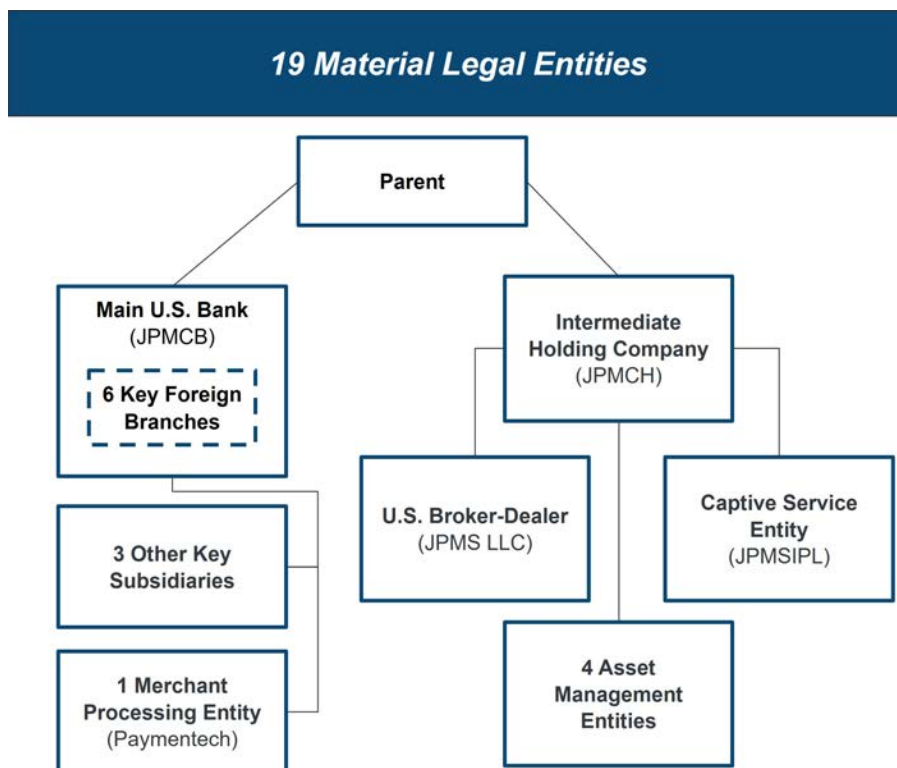 19 Material Legal Entities
Parent
Main U.S. Bank
(JPMCB)
6 Key Foreign
Branches
3 Other Key
Subsidiaries
1 Merchant
Processing Entity
(Paymentech)
Intermediate
Holding Company
(JPMCH)
U.S. Broker-Dealer
(JPMS LLC)
Captive Service
Entity
(JPMSIPL)
4 Asset
Management
Entities